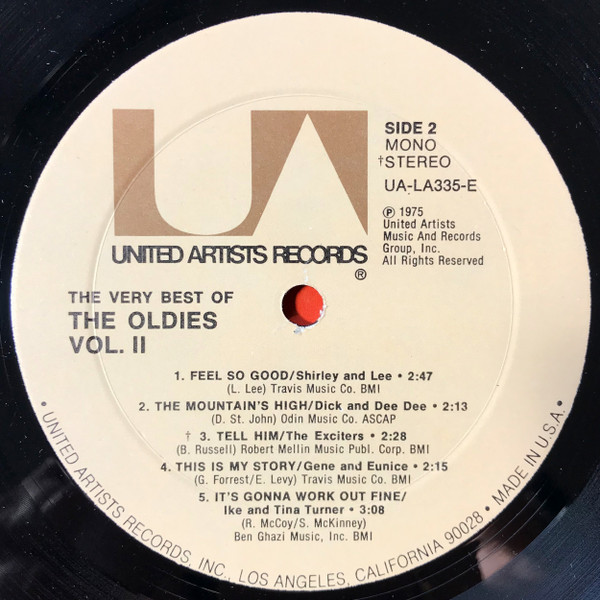 UA
UNITED ARTISTS RECORDS
®
SIDE 2
MONO
†STEREO
UA-LA335-E
℗ 1975
United Artists
Music And Records
Group, Inc.
All Rights Reserved
THE VERY BEST OF
THE OLDIES
VOL. II
1. FEEL SO GOOD/Shirley and Lee • 2:47
(L. Lee) Travis Music Co. BMI
2. THE MOUNTAIN'S HIGH/Dick and Dee Dee • 2:13
(D. St. John) Odin Music Co. ASCAP
† 3. TELL HIM/The Exciters • 2:28
(B. Russell) Robert Mellin Music Publ. Corp. BMI
4. THIS IS MY STORY/Gene and Eunice • 2:15
(G. Forrest/E. Levy) Travis Music Co. BMI
5. IT'S GONNA WORK OUT FINE/
Ike and Tina Turner • 3:08
(R. McCoy/S. McKinney)
Ben Ghazi Music, Inc. BMI
• UNITED ARTISTS RECORDS, INC., LOS ANGELES, CALIFORNIA 90028 • MADE IN U.S.A. •